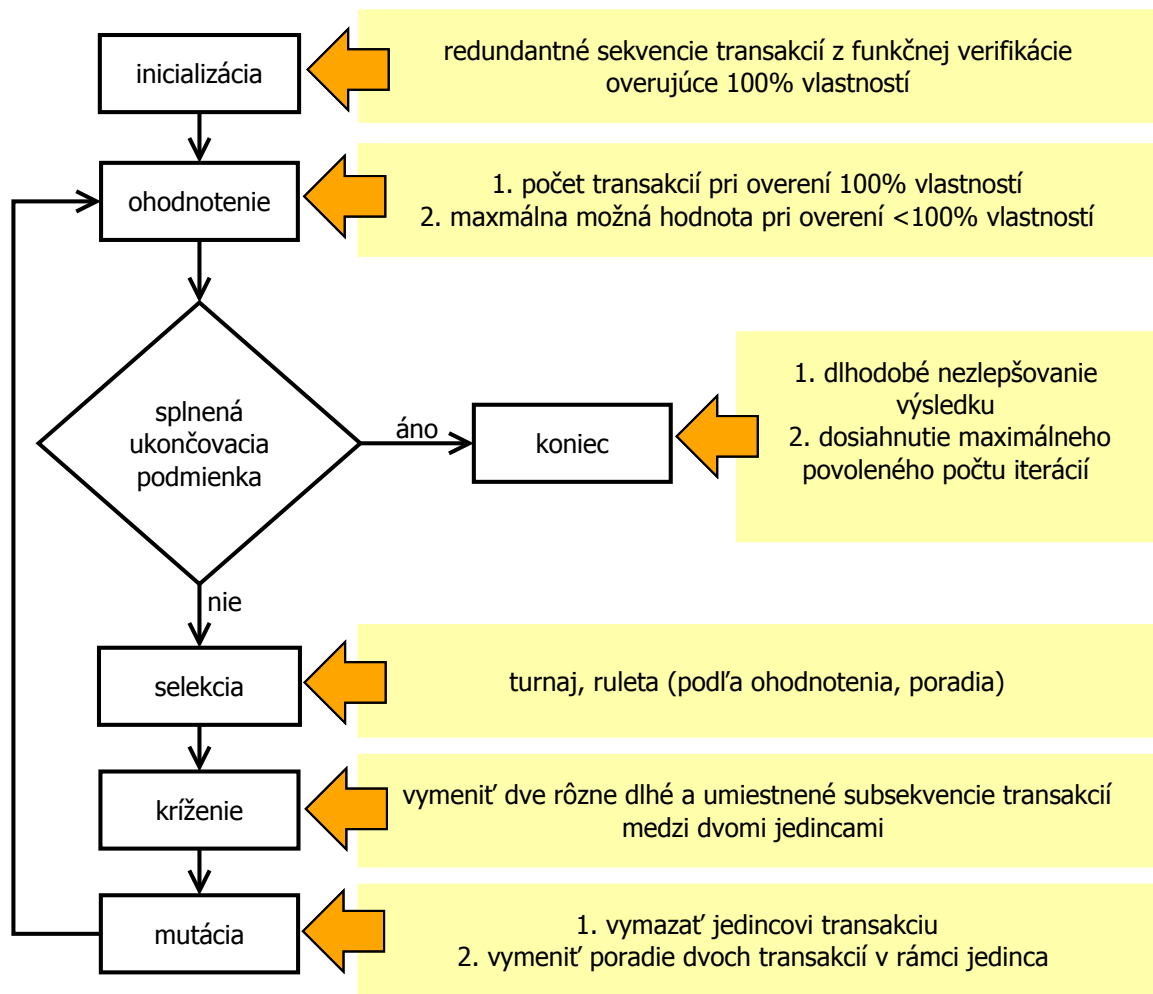 inicializácia
redundantné sekvencie transakcií z funkčnej verifikácie
overujúce 100% vlastností
ohodnotenie
1. počet transakcií pri overení 100% vlastností
2. maxmálna možná hodnota pri overení <100% vlastností
splnená
ukončovacia
podmienka
áno
koniec
1. dlhodobé nezlepšovanie
výsledku
2. dosiahnutie maximálneho
povoleného počtu iterácií
nie
selekcia
turnaj, ruleta (podľa ohodnotenia, poradia)
kríženie
vymeniť dve rôzne dlhé a umiestnené subsekvencie transakcií
medzi dvomi jedincami
mutácia
1. vymazať jedincovi transakciu
2. vymeniť poradie dvoch transakcií v rámci jedinca